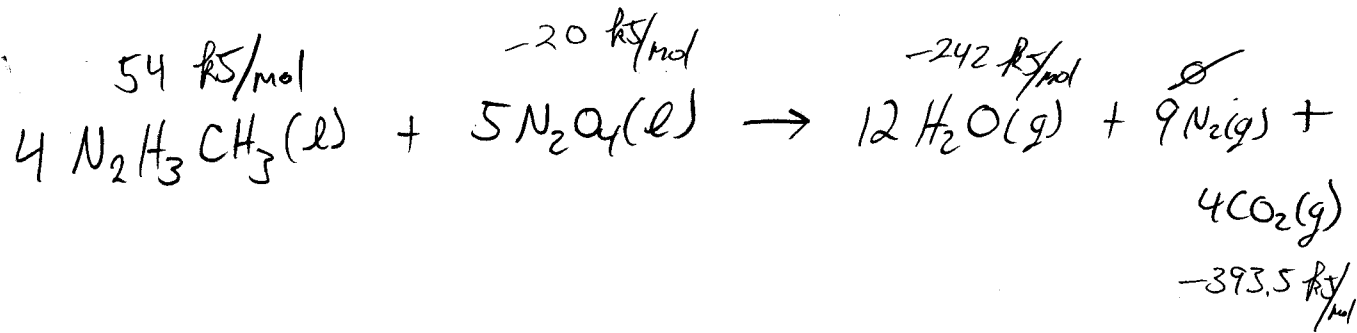 54 kJ/mol -20 kJ/mol -242 kJ/mol ∅
4 N₂H₃CH₃(l) + 5N₂O₄(l) → 12 H₂O(g) + 9N₂(g) +
4CO₂(g)
-393.5 kJ/mol